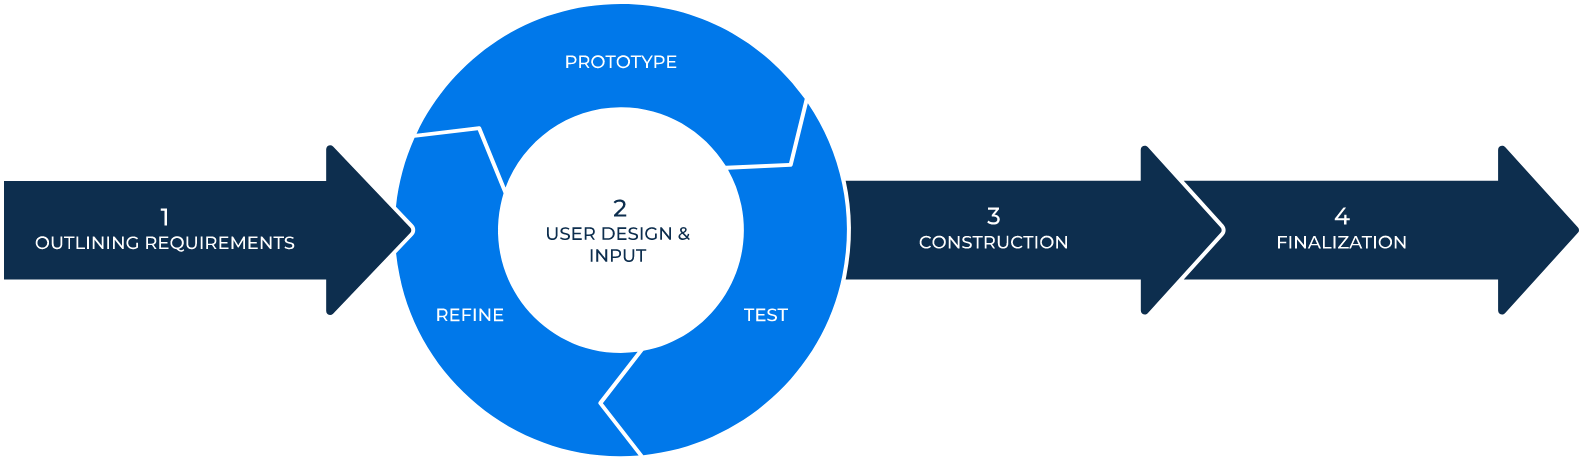 1
OUTLINING REQUIREMENTS
PROTOTYPE
2
USER DESIGN &
INPUT
REFINE
TEST
3
CONSTRUCTION
4
FINALIZATION